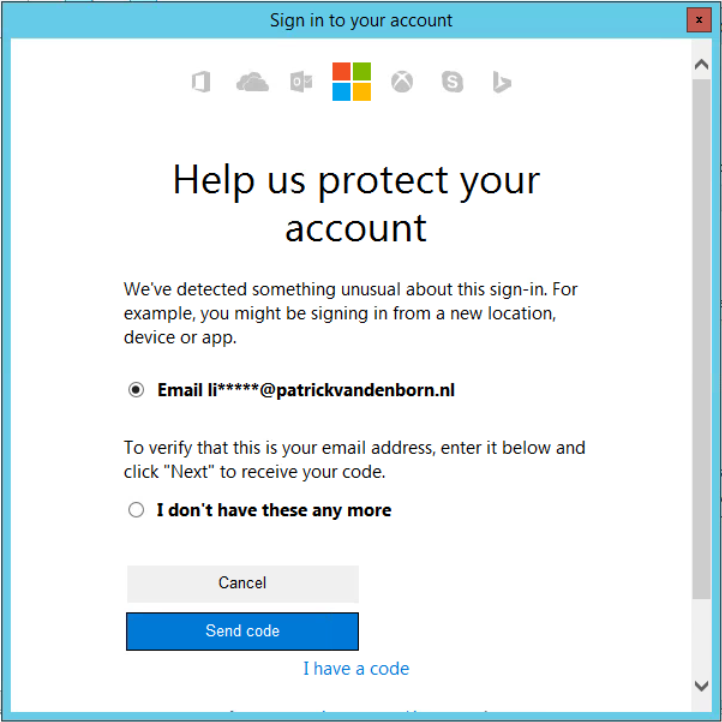 Sign in to your account
x
Help us protect your
account
We've detected something unusual about this sign-in. For
example, you might be signing in from a new location,
device or app.
Email li*****@patrickvandenborn.nl
To verify that this is your email address, enter it below and
click "Next" to receive your code.
I don't have these any more
Cancel
Send code
I have a code